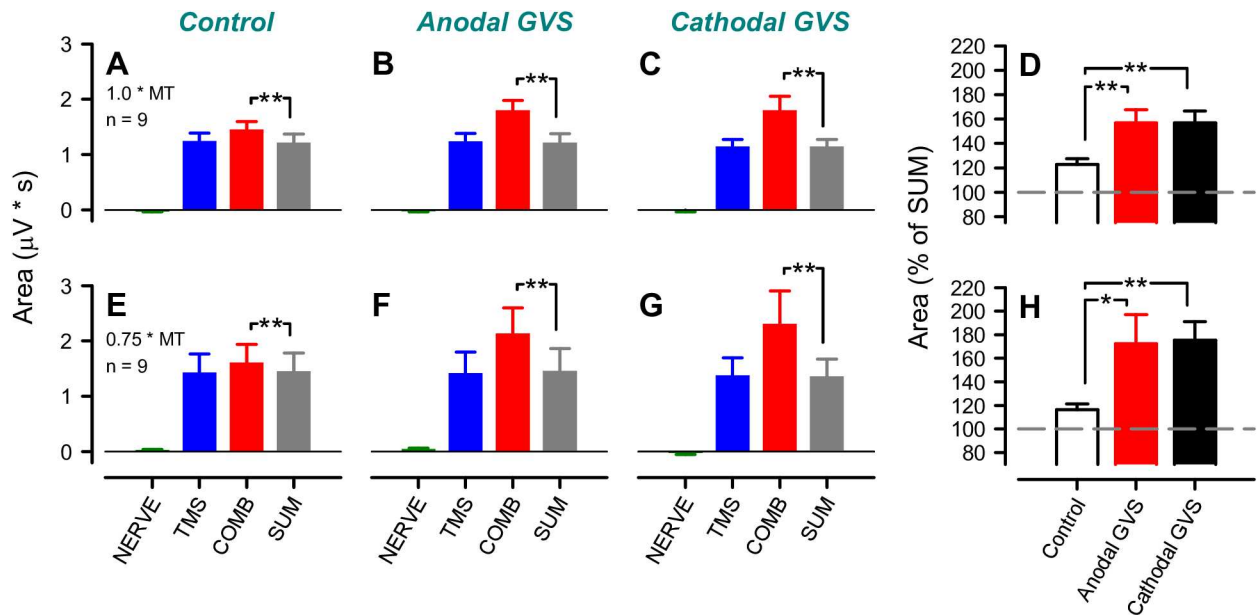 Control
Anodal GVS
Cathodal GVS
Area (μV * s)
3
2
1
0
A
1.0 * MT
n = 9
**
B
**
C
**
Area (% of SUM)
220
200
180
160
140
120
100
80
D
**
**
3
2
1
0
E
0.75 * MT
n = 9
**
F
**
G
**
220
200
180
160
140
120
100
80
H
**
*
NERVE
TMS
COMB
SUM
NERVE
TMS
COMB
SUM
NERVE
TMS
COMB
SUM
Control
Anodal GVS
Cathodal GVS